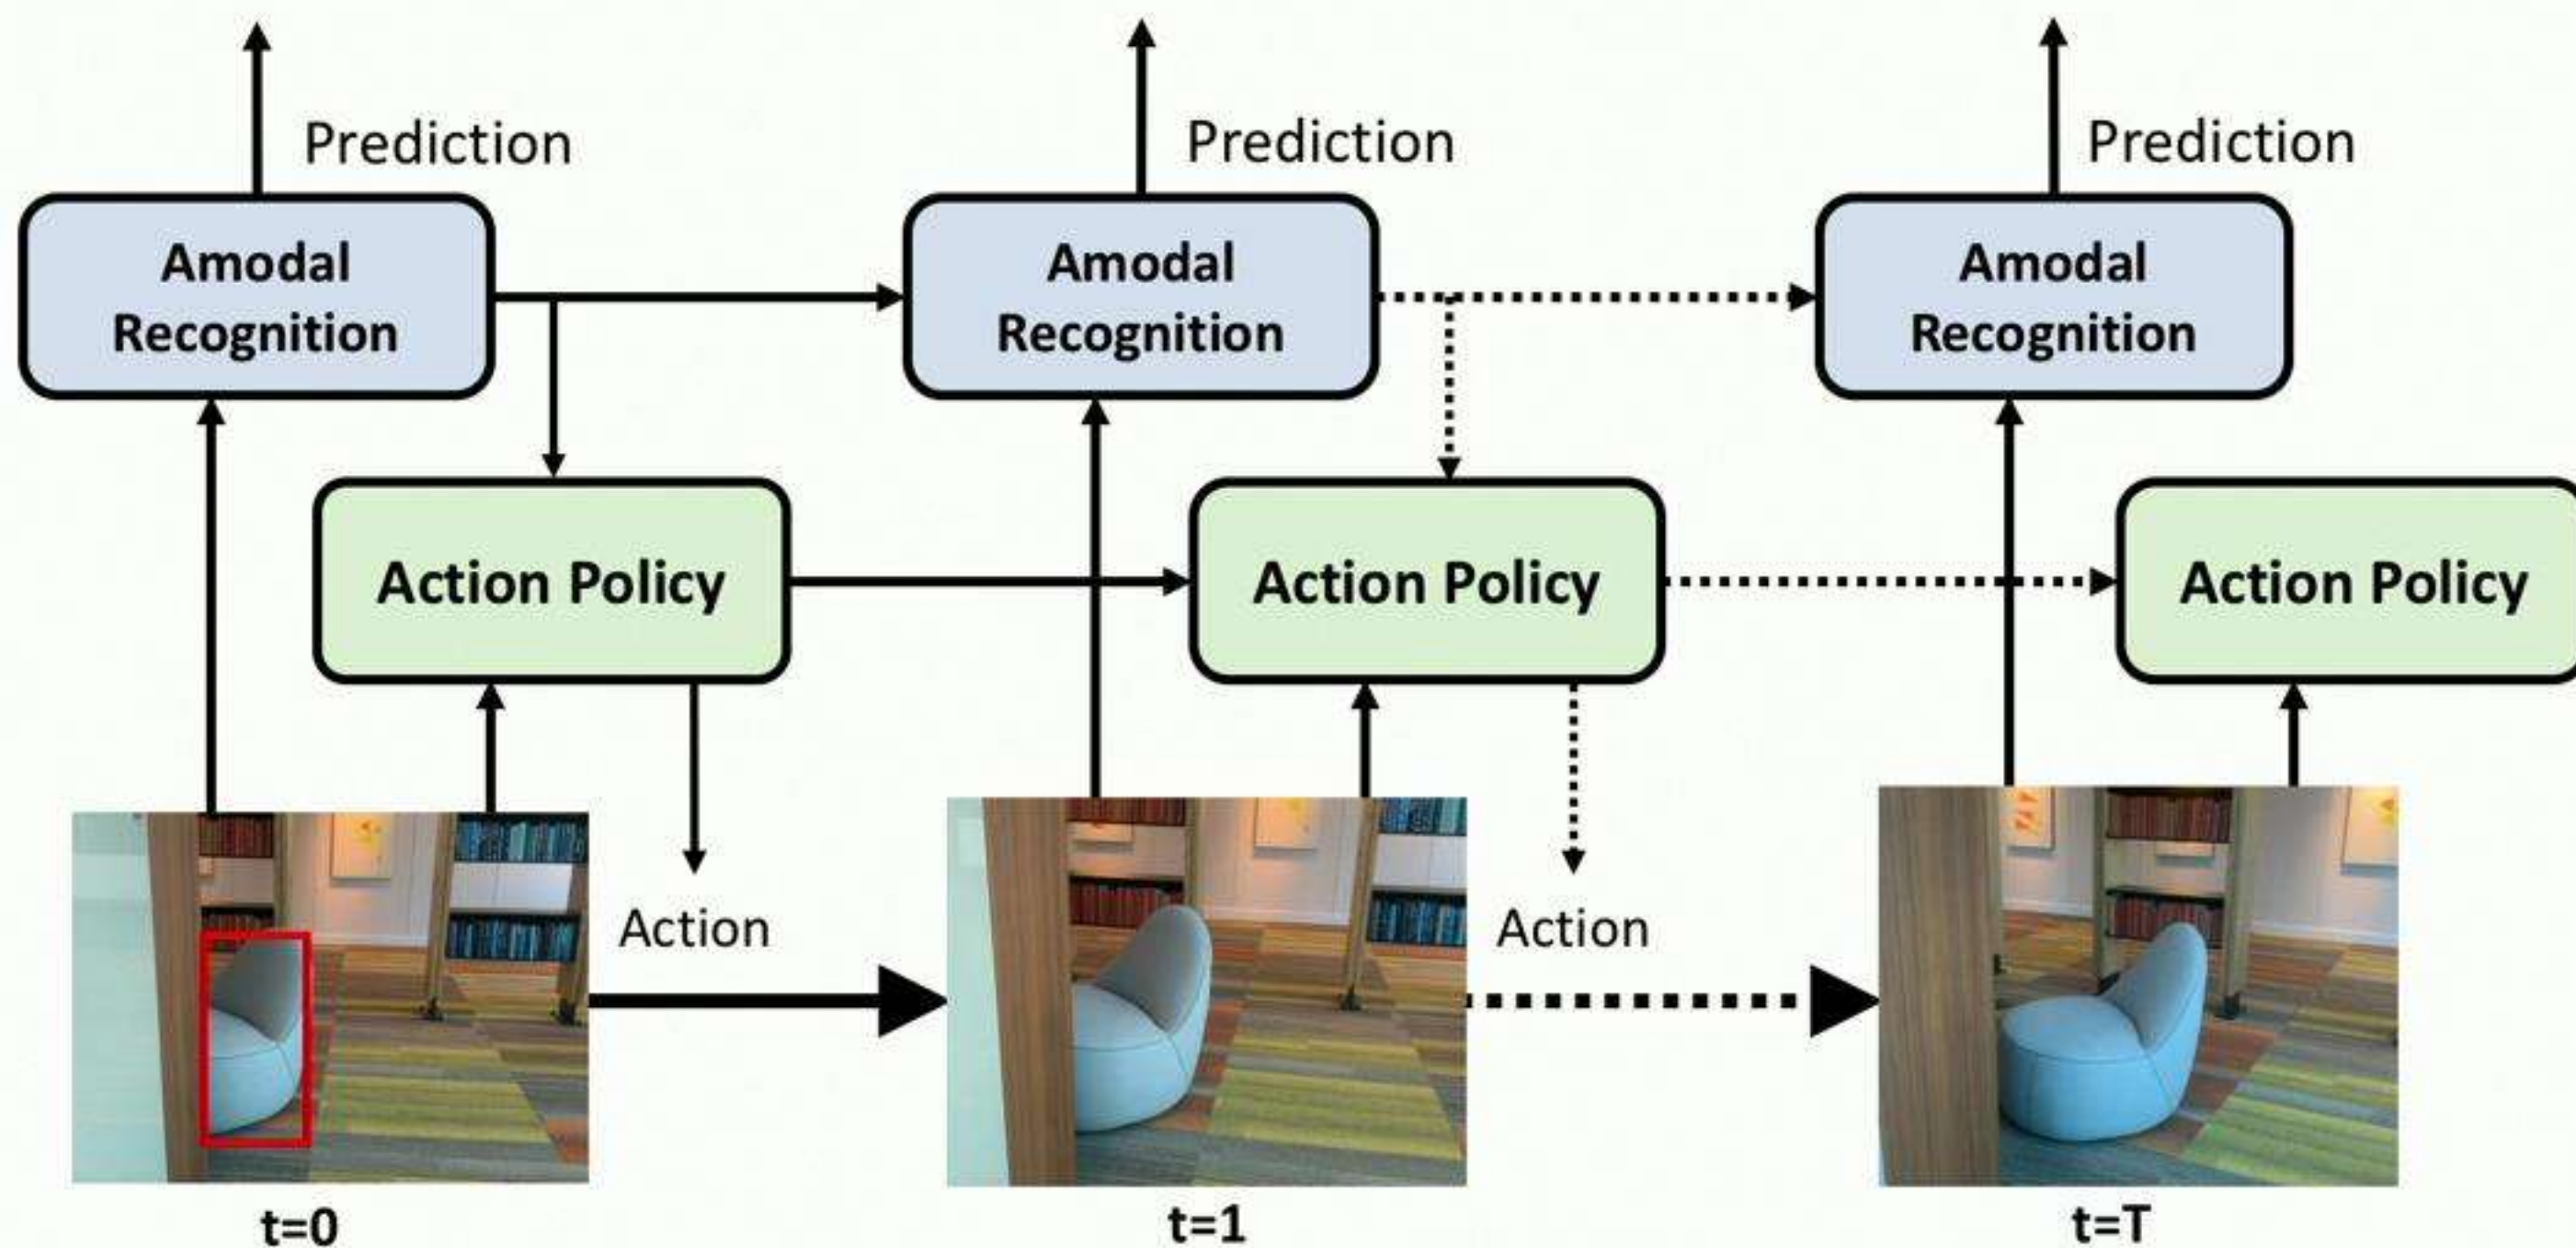 Prediction
Prediction
Prediction
Amodal
Recognition
Amodal
Recognition
Amodal
Recognition
Action Policy
Action Policy
Action Policy
Action
Action
t=0
t=1
t=T